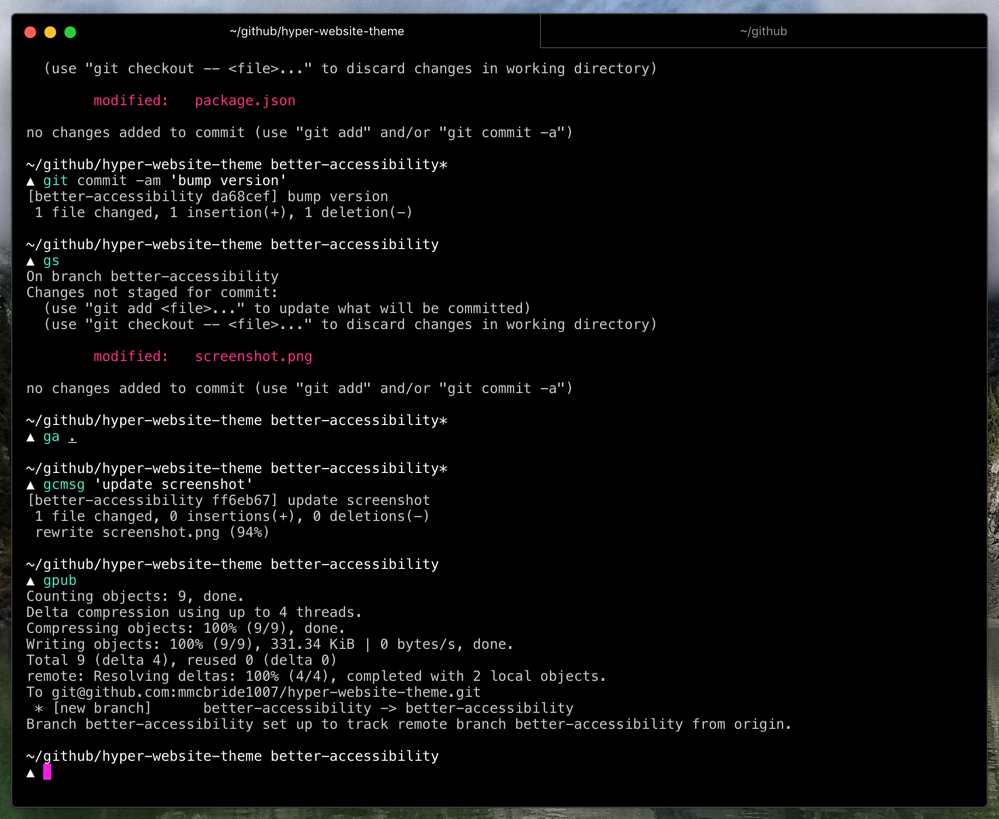 ~/github/hyper-website-theme
~/github
(use "git checkout -- <file>..." to discard changes in working directory)
modified:   package.json
no changes added to commit (use "git add" and/or "git commit -a")
~/github/hyper-website-theme better-accessibility*
▲ git commit -am 'bump version'
[better-accessibility da68cef] bump version
1 file changed, 1 insertion(+), 1 deletion(-)
~/github/hyper-website-theme better-accessibility
▲ gs
On branch better-accessibility
Changes not staged for commit:
(use "git add <file>..." to update what will be committed)
(use "git checkout -- <file>..." to discard changes in working directory)
modified:   screenshot.png
no changes added to commit (use "git add" and/or "git commit -a")
~/github/hyper-website-theme better-accessibility*
▲ ga .
~/github/hyper-website-theme better-accessibility*
▲ gcmsg 'update screenshot'
[better-accessibility ff6eb67] update screenshot
1 file changed, 0 insertions(+), 0 deletions(-)
rewrite screenshot.png (94%)
~/github/hyper-website-theme better-accessibility
▲ gpub
Counting objects: 9, done.
Delta compression using up to 4 threads.
Compressing objects: 100% (9/9), done.
Writing objects: 100% (9/9), 331.34 KiB | 0 bytes/s, done.
Total 9 (delta 4), reused 0 (delta 0)
remote: Resolving deltas: 100% (4/4), completed with 2 local objects.
To git@github.com:mmcbride1007/hyper-website-theme.git
* [new branch]      better-accessibility -> better-accessibility
Branch better-accessibility set up to track remote branch better-accessibility from origin.
~/github/hyper-website-theme better-accessibility
▲